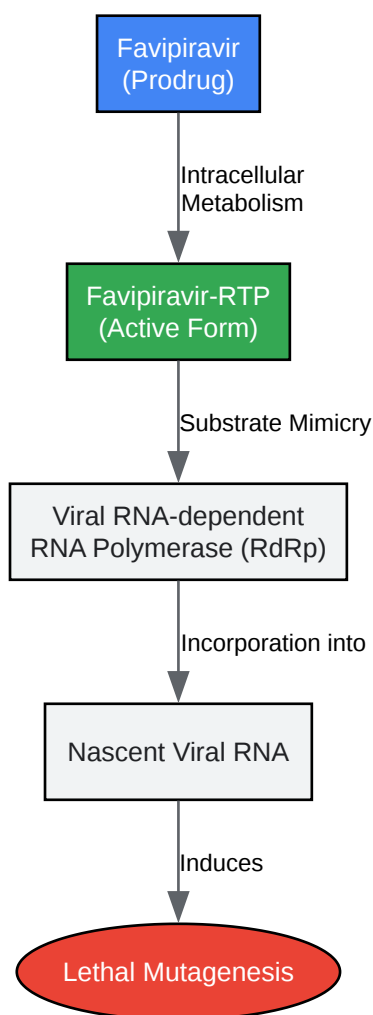 Favipiravir
(Prodrug)
Intracellular
Metabolism
Favipiravir-RTP
(Active Form)
Substrate Mimicry
Viral RNA-dependent
RNA Polymerase (RdRp)
Incorporation into
Nascent Viral RNA
Induces
Lethal Mutagenesis